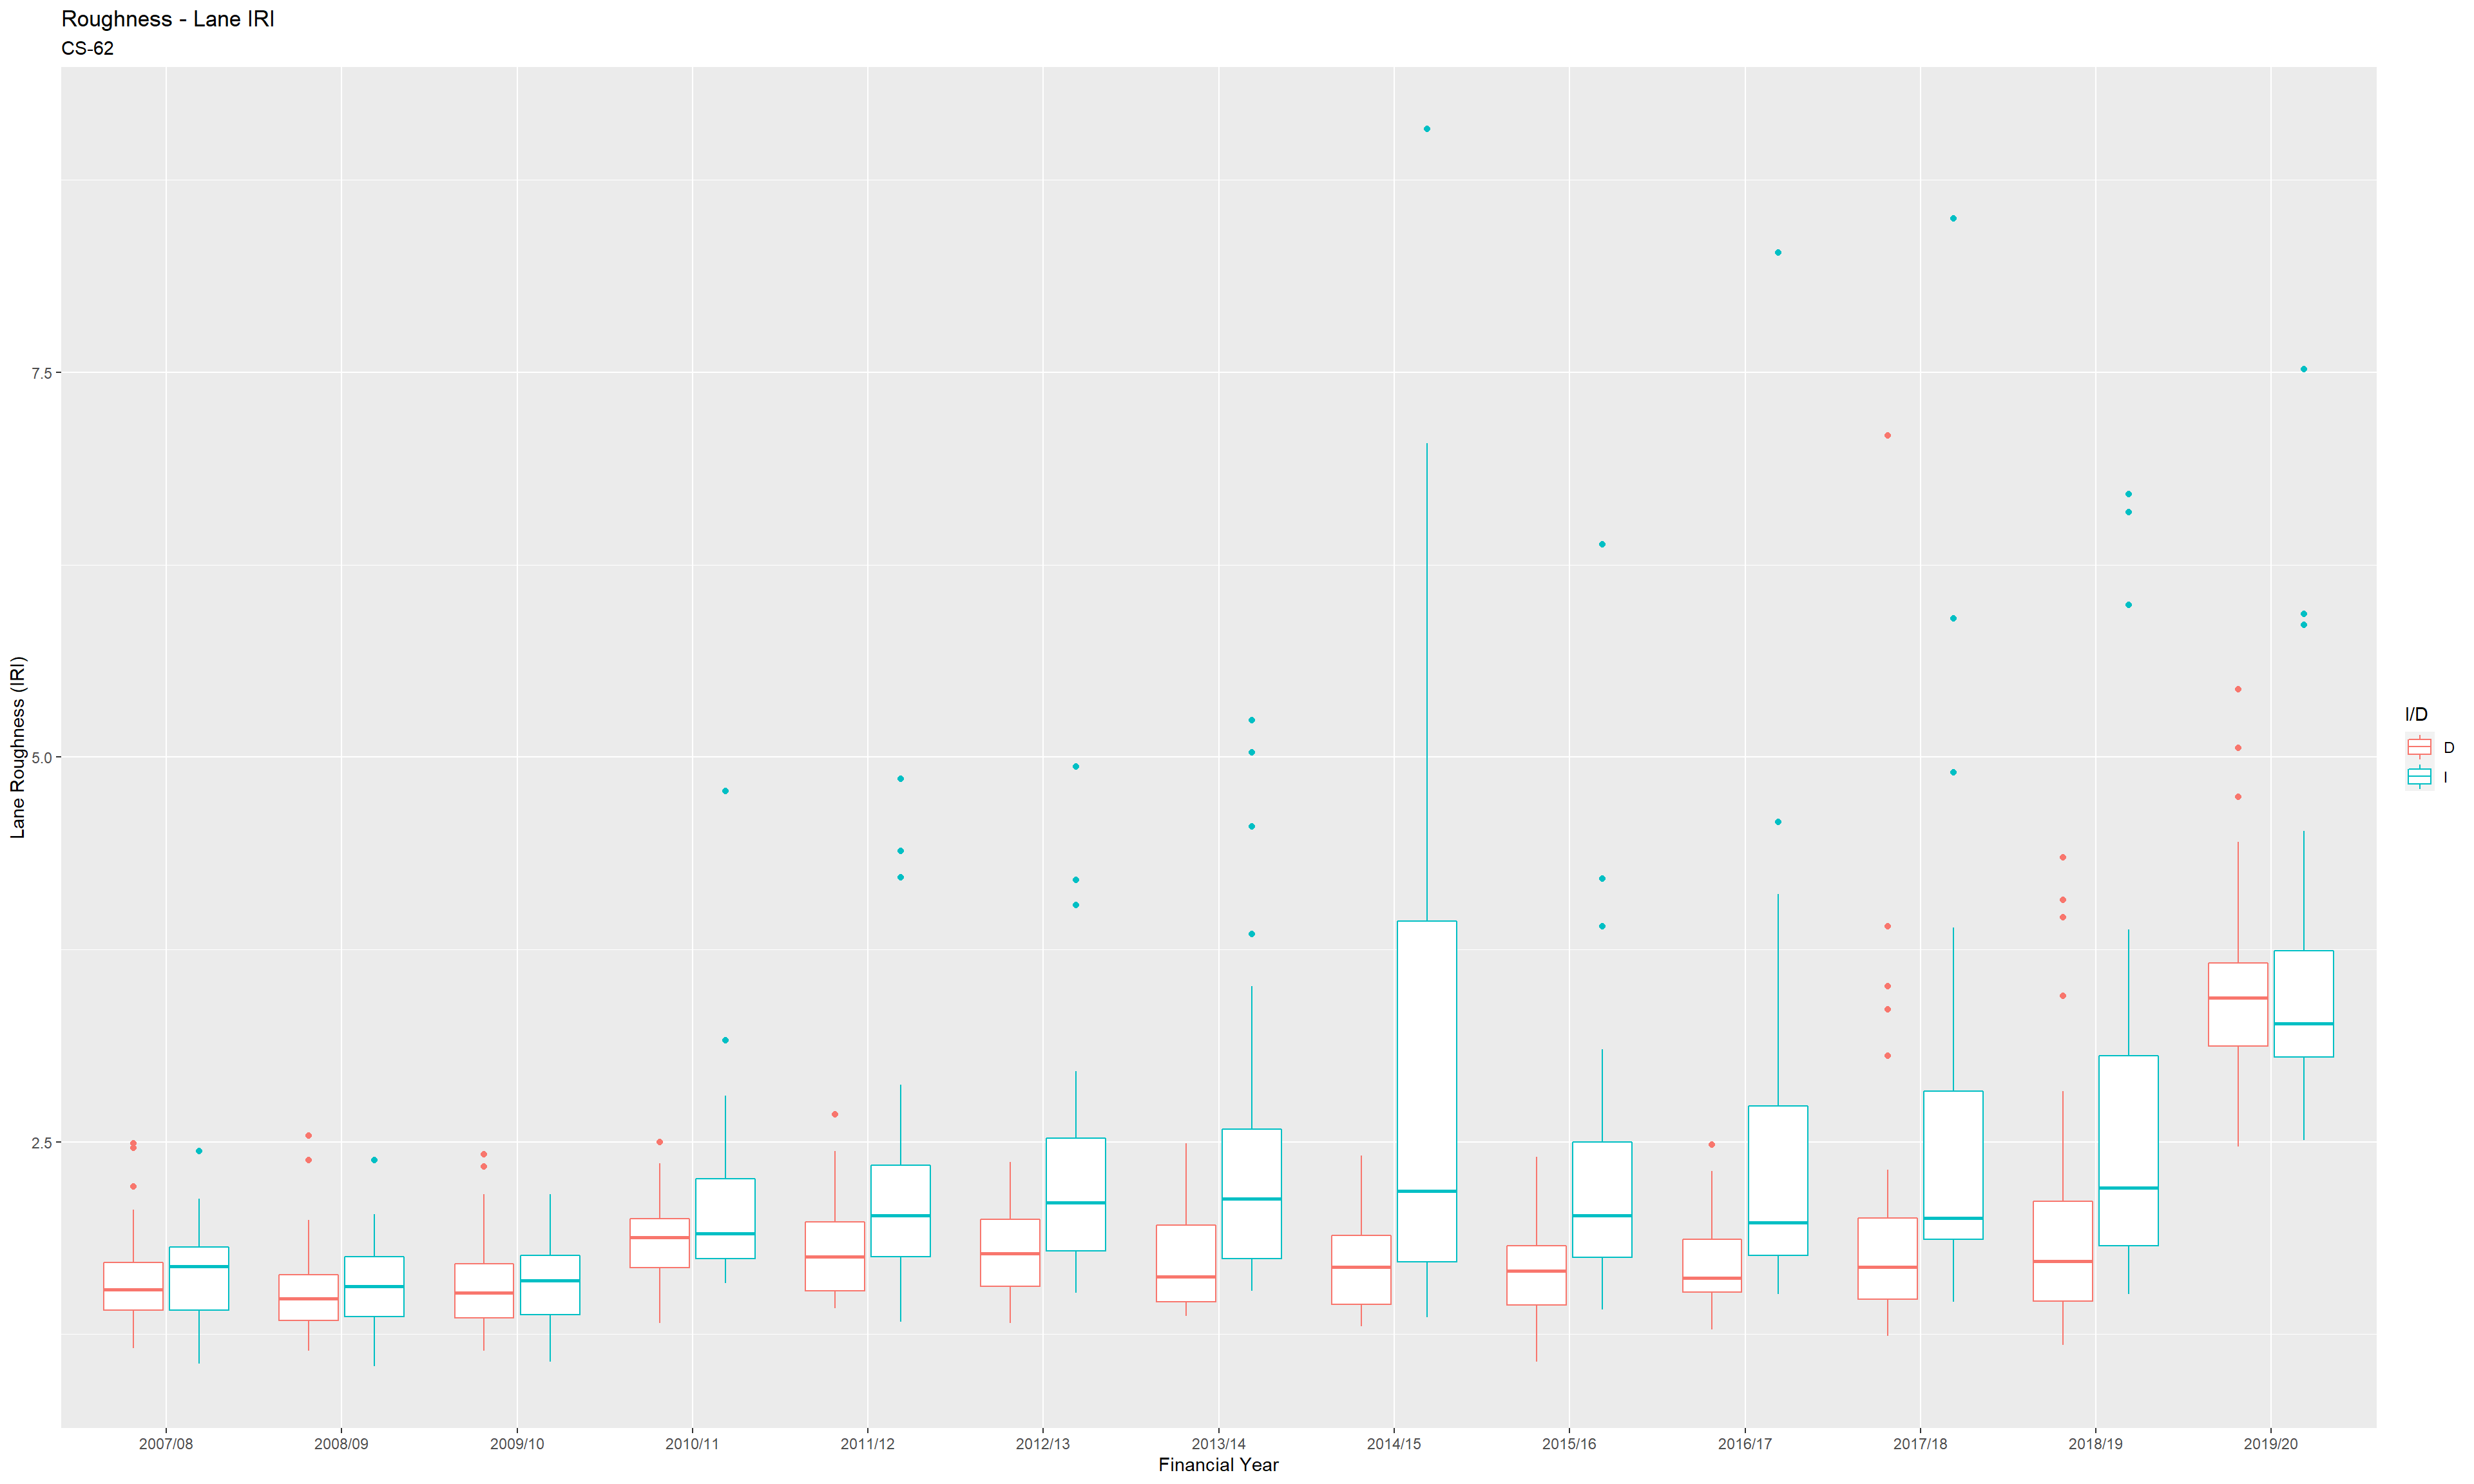 Roughness - Lane IRI
CS-62
Lane Roughness (IRI)
7.5
5.0
2.5
2007/08
2008/09
2009/10
2010/11
2011/12
2012/13
2013/14
2014/15
2015/16
2016/17
2017/18
2018/19
2019/20
Financial Year
I/D
D
I